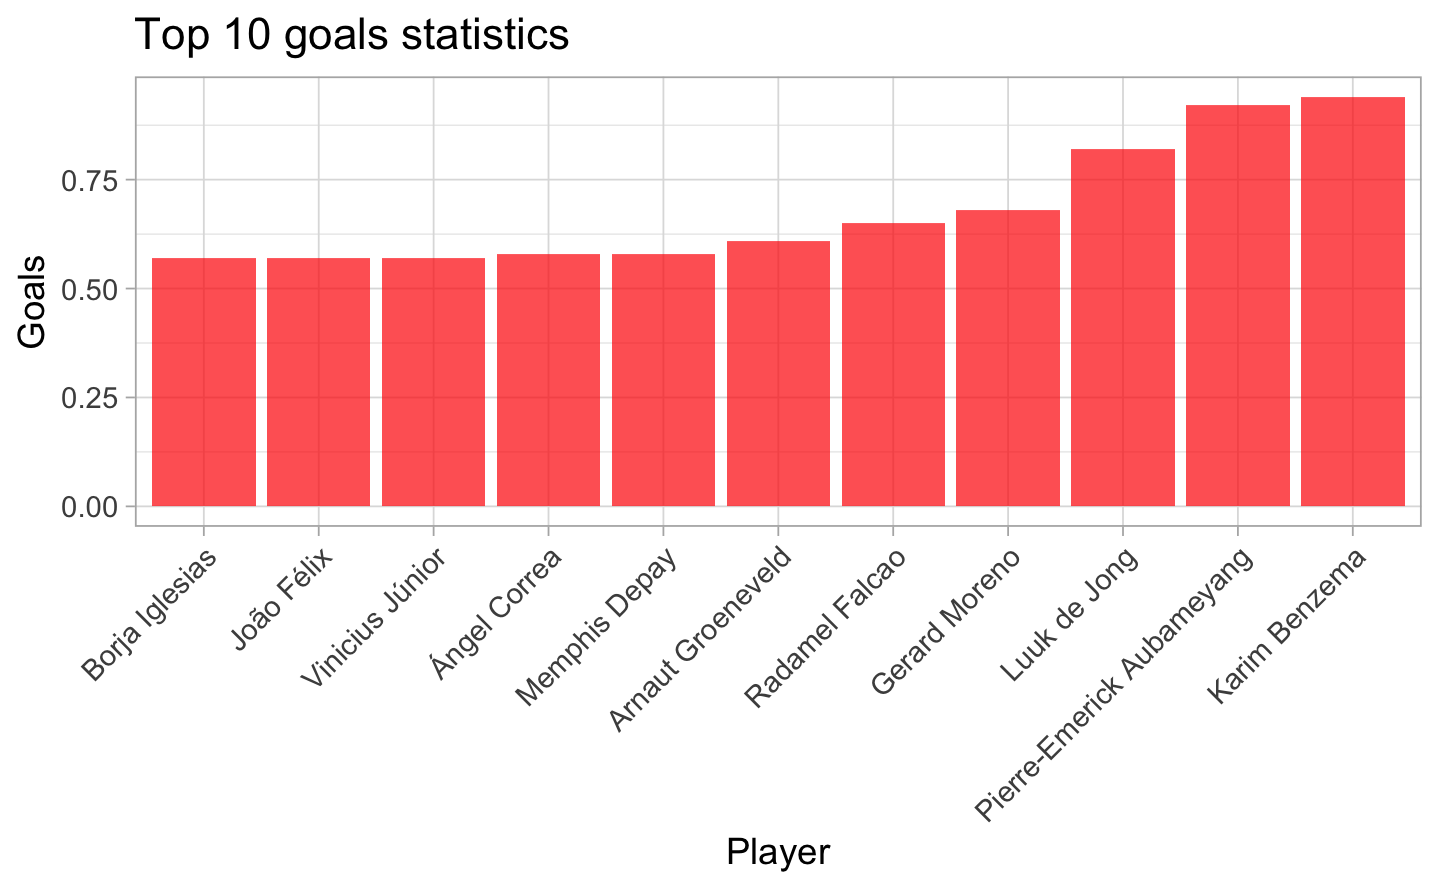 Top 10 goals statistics
Goals
0.75
0.50
0.25
0.00
Borja Iglesias
João Félix
Vinicius Júnior
Ángel Correa
Memphis Depay
Arnaut Groeneveld
Radamel Falcao
Gerard Moreno
Luuk de Jong
Pierre-Emerick Aubameyang
Karim Benzema
Player